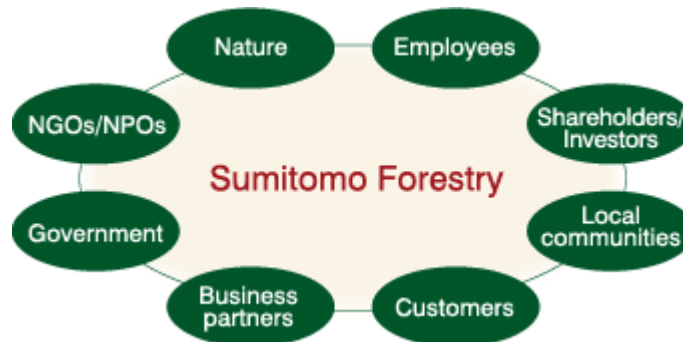 Nature
Employees
NGOs/NPOs
Shareholders/
Investors
Sumitomo Forestry
Government
Local
communities
Business
partners
Customers